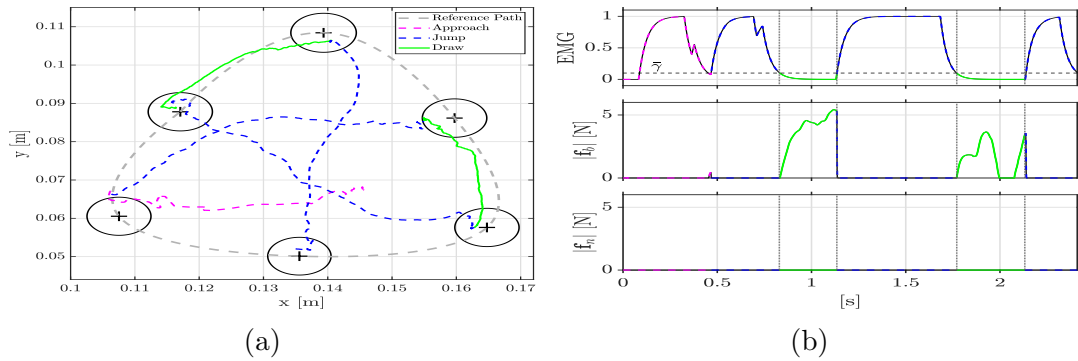 Reference Path
Approach
Jump
Draw
0.11
0.1
0.09
0.08
0.07
0.06
0.05
y [m]
0.1
0.11
0.12
0.13
0.14
0.15
0.16
0.17
x [m]
(a)
EMG
1
0.5
0
γ̄
|f_b| [N]
5
0
|f_n| [N]
5
0
0
0.5
1
1.5
2
[s]
(b)